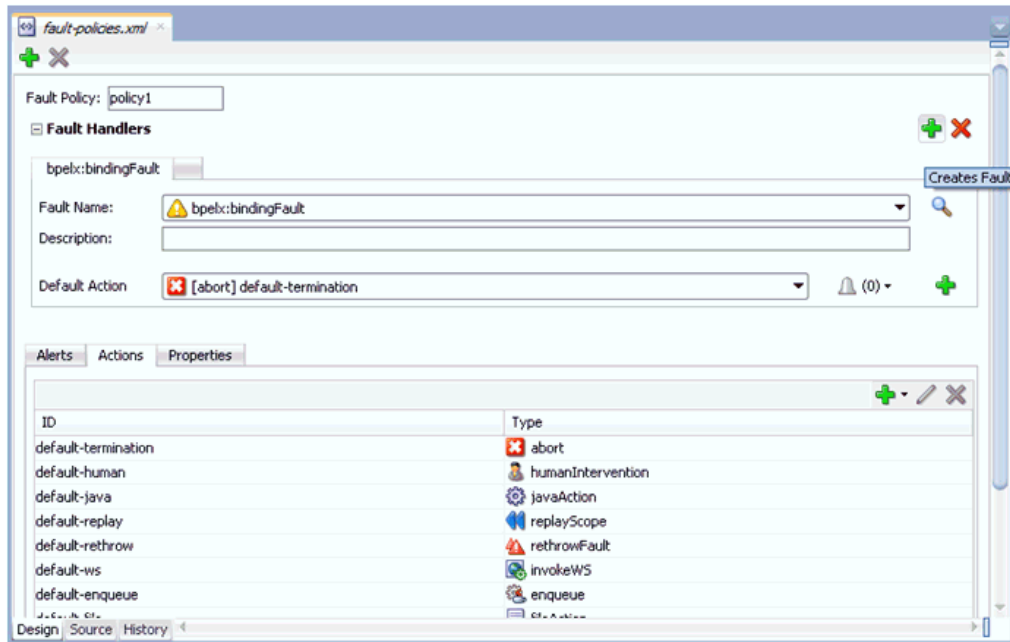 fault-policies.xml
Fault Policy: policy1
Fault Handlers
bpelx:bindingFault
Creates Fault
Fault Name: bpelx:bindingFault
Description:
Default Action [abort] default-termination (0)
Alerts Actions Properties
ID Type
default-termination abort
default-human humanIntervention
default-java javaAction
default-replay replayScope
default-rethrow rethrowFault
default-ws invokeWS
default-enqueue enqueue
Design Source History